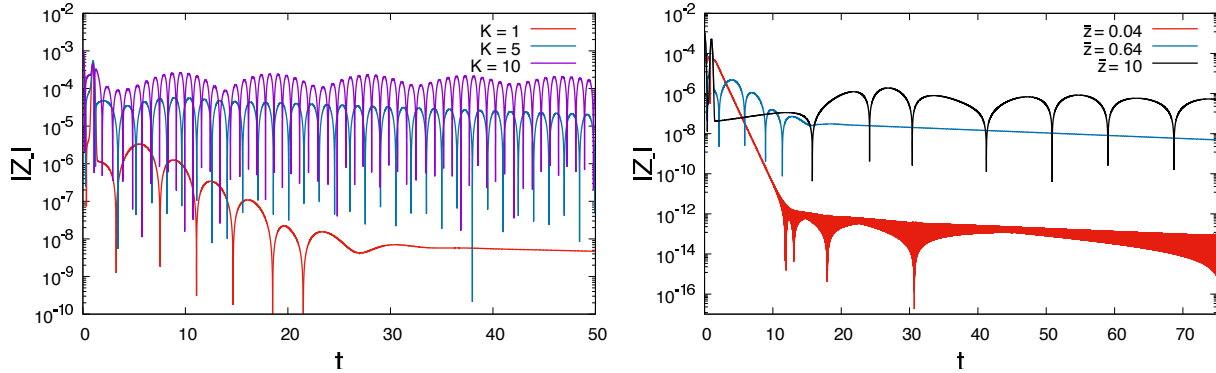 10^-2
10^-3
10^-4
10^-5
10^-6
10^-7
10^-8
10^-9
10^-10
|Z_|
0 10 20 30 40 50
t
K = 1
K = 5
K = 10
10^-2
10^-4
10^-6
10^-8
10^-10
10^-12
10^-14
10^-16
|Z_|
0 10 20 30 40 50 60 70
t
z̄ = 0.04
z̄ = 0.64
z̄ = 10